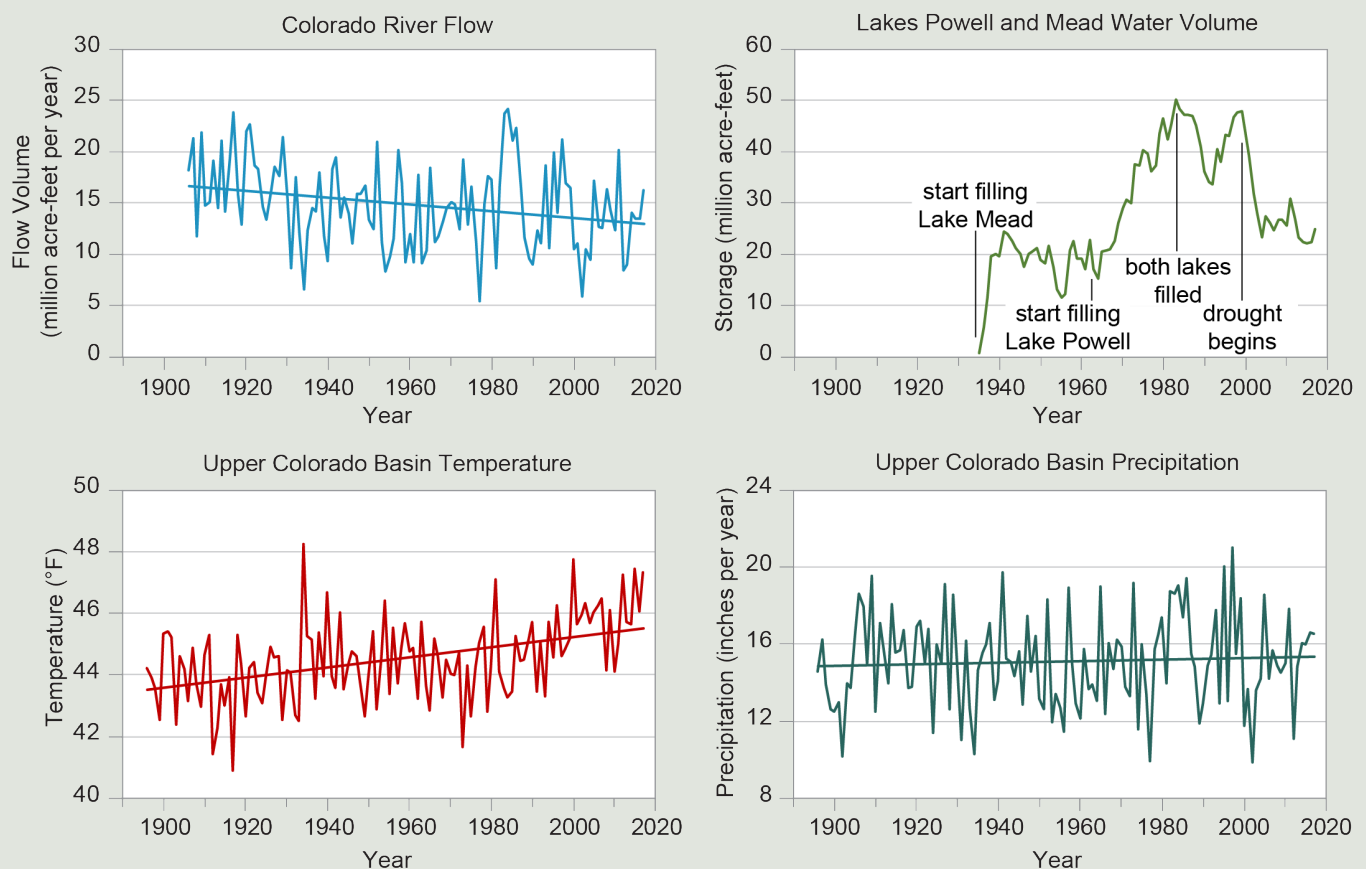 Colorado River Flow
Flow Volume
(million acre-feet per year)
30
25
20
15
10
5
0
1900 1920 1940 1960 1980 2000 2020
Year
Lakes Powell and Mead Water Volume
Storage (million acre-feet)
60
50
40
30
20
10
0
start filling
Lake Mead
start filling
Lake Powell
both lakes
filled
drought
begins
1900 1920 1940 1960 1980 2000 2020
Year
Upper Colorado Basin Temperature
Temperature (°F)
50
48
46
44
42
40
1900 1920 1940 1960 1980 2000 2020
Year
Upper Colorado Basin Precipitation
Precipitation (inches per year)
24
20
16
12
8
1900 1920 1940 1960 1980 2000 2020
Year